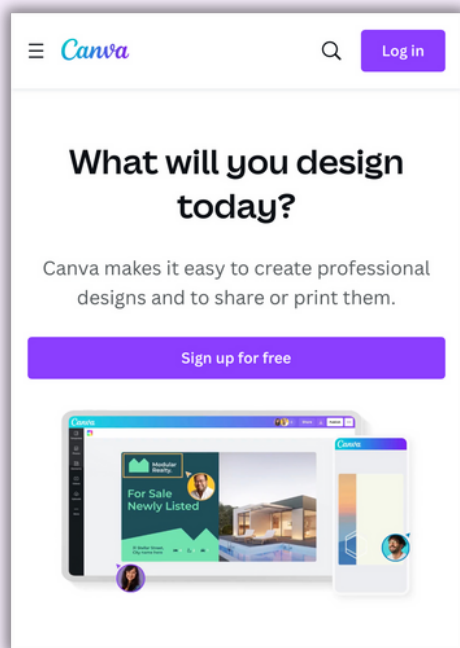 Canva
Log in
What will you design
today?
Canva makes it easy to create professional
designs and to share or print them.
Sign up for free
Canva
Modular
Realty.
For Sale
Newly Listed
Canva